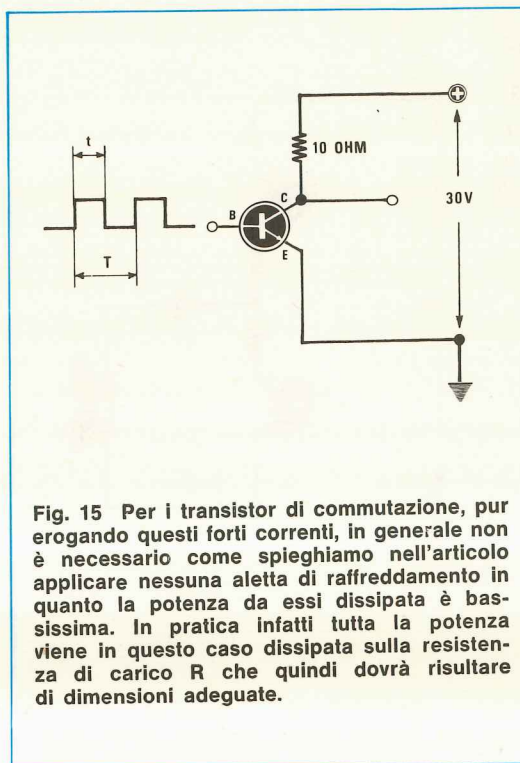 t
T
10 OHM
C
B
E
30V
Fig. 15 Per i transistor di commutazione, pur
erogando questi forti correnti, in generale non
è necessario come spieghiamo nell'articolo
applicare nessuna aletta di raffreddamento in
quanto la potenza da essi dissipata è bas-
sissima. In pratica infatti tutta la potenza
viene in questo caso dissipata sulla resisten-
za di carico R che quindi dovrà risultare
di dimensioni adeguate.